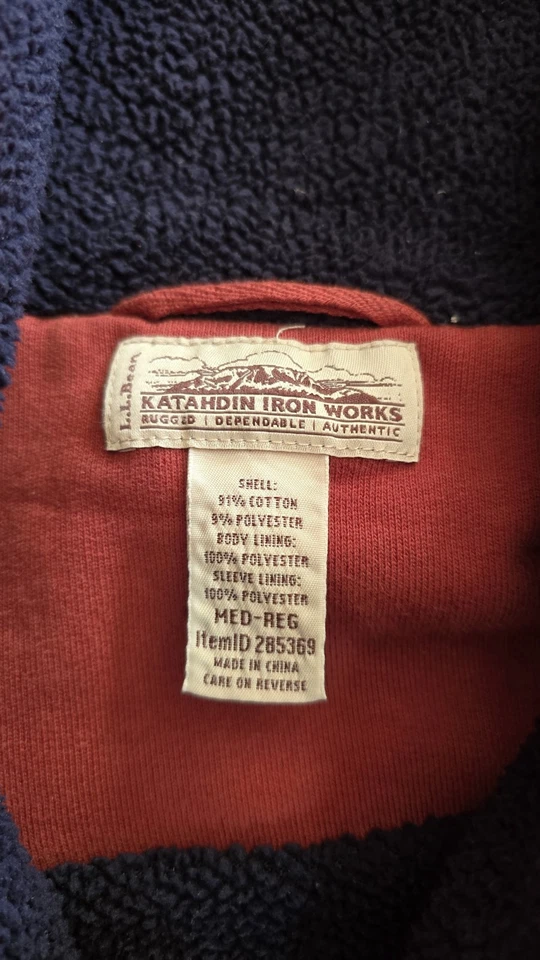 L.L.Bean
KATAHDIN IRON WORKS
RUGGED | DEPENDABLE | AUTHENTIC
SHELL:
91% COTTON
9% POLYESTER
BODY LINING:
100% POLYESTER
SLEEVE LINING:
100% POLYESTER
MED-REG
ItemID 285369
MADE IN CHINA
CARE ON REVERSE